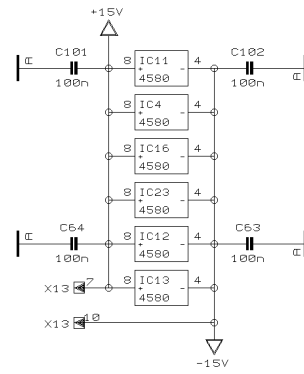 +15V
C101 8 IC11 4 C102
A + - A
100n 4580 100n
8 IC4 4
+ -
4580
8 IC16 4
+ -
4580
8 IC23 4
+ -
4580
C64 8 IC12 4 C63
A + - A
100n 4580 100n
8 IC13 4
+ -
4580
X13 7
X13 10
-15V